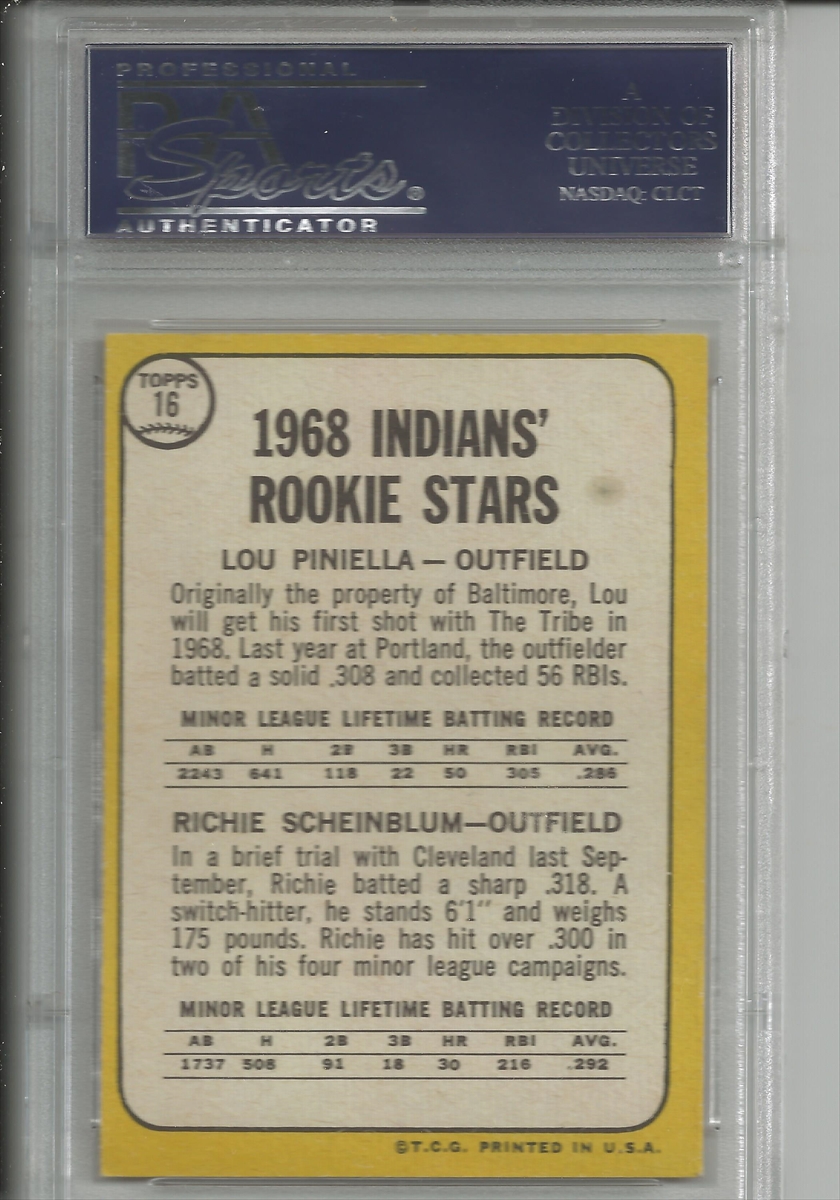 PROFESSIONAL
PSA
Sports®
AUTHENTICATOR
A
DIVISION OF
COLLECTORS
UNIVERSE
NASDAQ: CLCT
TOPPS
16
1968 INDIANS'
ROOKIE STARS
LOU PINIELLA — OUTFIELD
Originally the property of Baltimore, Lou
will get his first shot with The Tribe in
1968. Last year at Portland, the outfielder
batted a solid .308 and collected 56 RBIs.
MINOR LEAGUE LIFETIME BATTING RECORD
AB H 2B 3B HR RBI AVG.
2243 641 118 22 50 305 .286
RICHIE SCHEINBLUM—OUTFIELD
In a brief trial with Cleveland last Sep-
tember, Richie batted a sharp .318. A
switch-hitter, he stands 6'1" and weighs
175 pounds. Richie has hit over .300 in
two of his four minor league campaigns.
MINOR LEAGUE LIFETIME BATTING RECORD
AB H 2B 3B HR RBI AVG.
1737 508 91 18 30 216 .292
©T.C.G. PRINTED IN U.S.A.